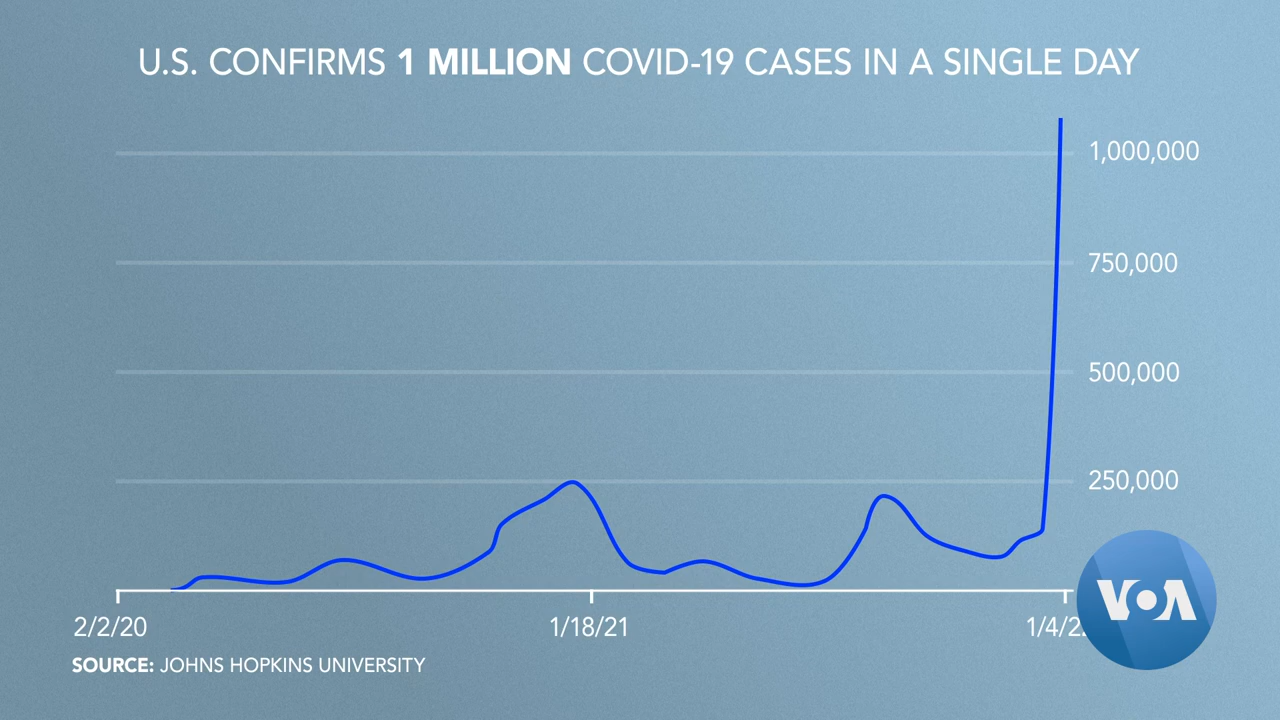 U.S. CONFIRMS 1 MILLION COVID-19 CASES IN A SINGLE DAY
1,000,000
750,000
500,000
250,000
2/2/20
1/18/21
SOURCE: JOHNS HOPKINS UNIVERSITY
VOA